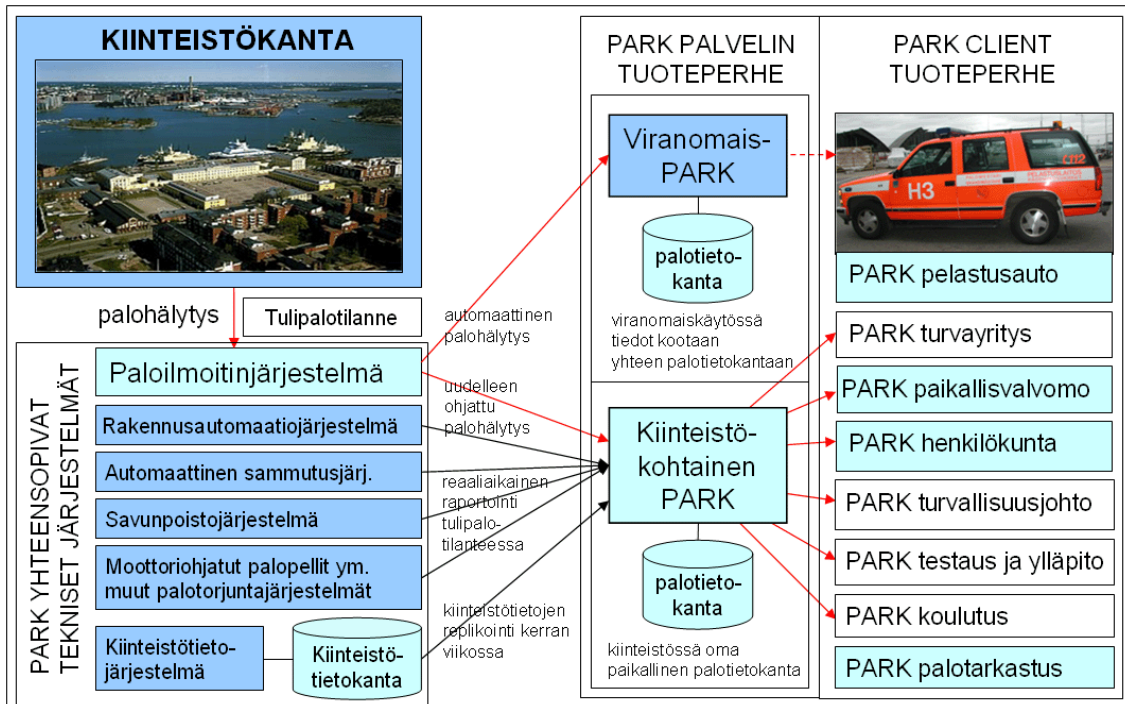 KIINTEISTÖKANTA
palohälytys
Tulipalotilanne
PARK YHTEENSOPIVAT
TEKNISET JÄRJESTELMÄT
Paloilmoitinjärjestelmä
Rakennusautomaatiojärjestelmä
Automaattinen sammutusjärj.
Savunpoistojärjestelmä
Moottoriohjatut palopellit ym.
muut palotorjuntajärjestelmät
Kiinteistötieto-
järjestelmä
Kiinteistö-
tietokanta
automaattinen
palohälytys
uudelleen
ohjattu
palohälytys
reaaliaikainen
raportointi
tulipalo-
tilanteessa
kiinteistötietojen
replikointi kerran
viikossa
PARK PALVELIN
TUOTEPERHE
Viranomais-
PARK
palotieto-
kanta
viranomaiskäytössä
tiedot kootaan
yhteen palotietokantaan
Kiinteistö-
kohtainen
PARK
palotieto-
kanta
kiinteistössä oma
paikallinen palotietokanta
PARK CLIENT
TUOTEPERHE
H3
112
PARK pelastusauto
PARK turvayritys
PARK paikallisvalvomo
PARK henkilökunta
PARK turvallisuusjohto
PARK testaus ja ylläpito
PARK koulutus
PARK palotarkastus